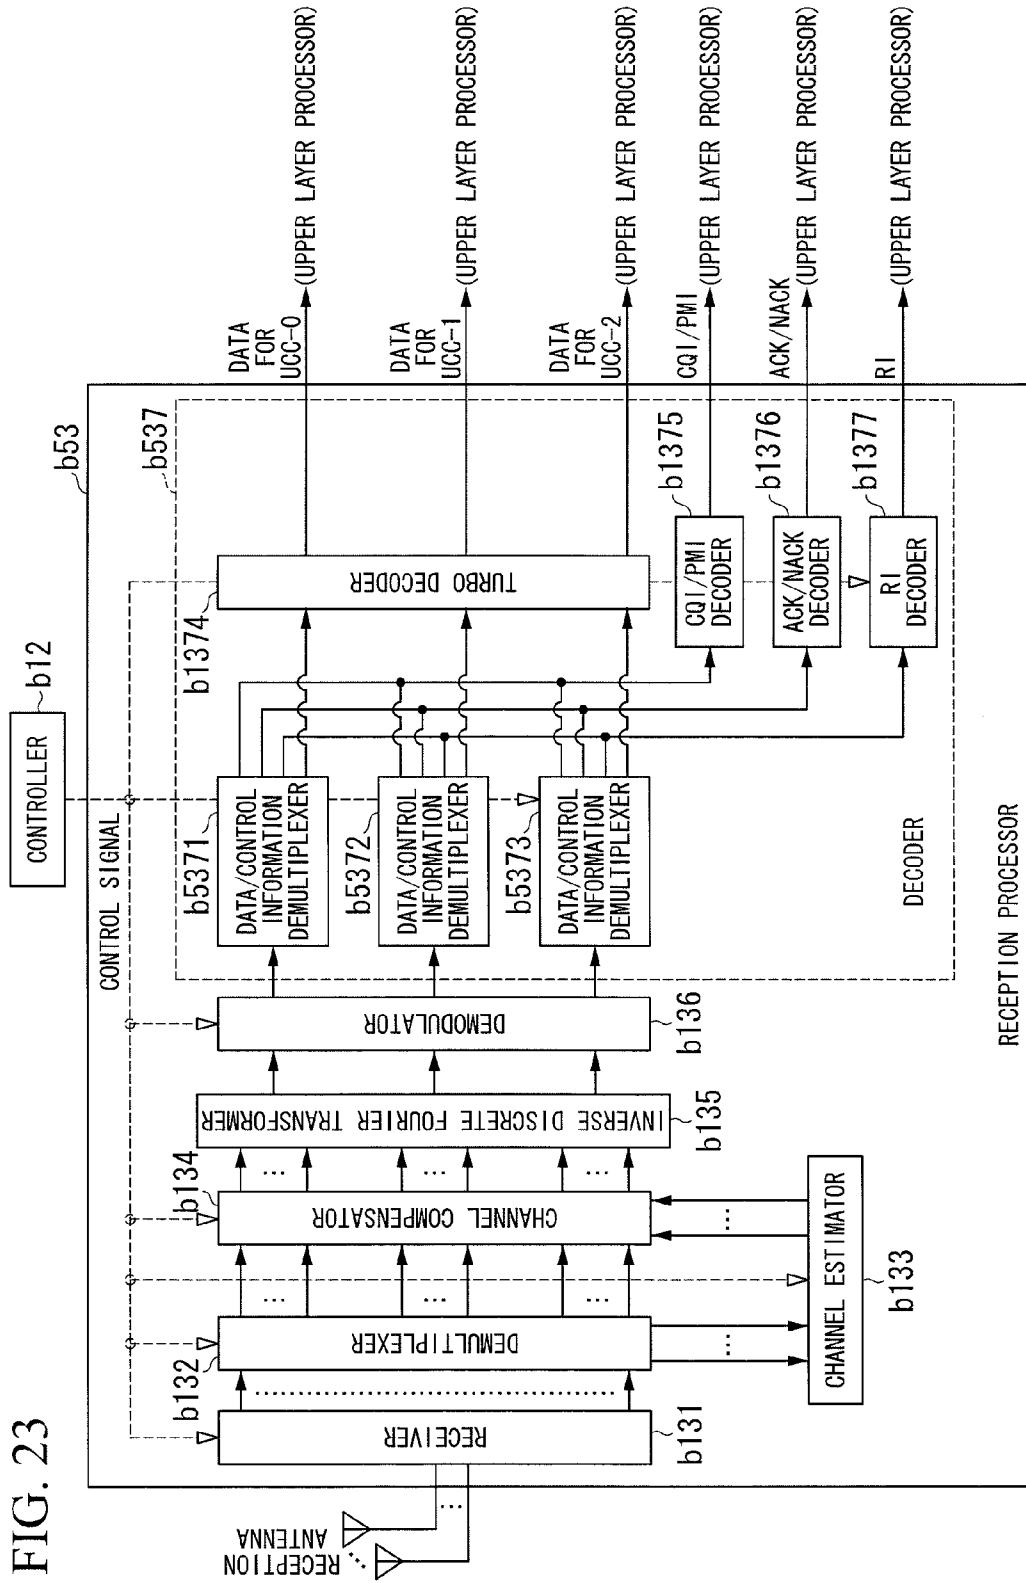 FIG. 23
CONTROLLER
b12
CONTROL SIGNAL
b53
RECEPTION
ANTENNA
...
...
RECEIVER
b131
DEMULTIPLEXER
b132
CHANNEL ESTIMATOR
b133
CHANNEL COMPENSATOR
b134
INVERSE DISCRETE FOURIER TRANSFORMER
b135
DEMODULATOR
b136
b537
b5371
DATA/CONTROL
INFORMATION
DEMULTIPLEXER
b5372
DATA/CONTROL
INFORMATION
DEMULTIPLEXER
b5373
DATA/CONTROL
INFORMATION
DEMULTIPLEXER
b1374
TURBO DECODER
CQI/PMI
DECODER
b1375
ACK/NACK
DECODER
b1376
RI
DECODER
b1377
DECODER
RECEPTION PROCESSOR
DATA
FOR
UCC-0
(UPPER LAYER PROCESSOR)
DATA
FOR
UCC-1
(UPPER LAYER PROCESSOR)
DATA
FOR
UCC-2
(UPPER LAYER PROCESSOR)
CQI/PMI
(UPPER LAYER PROCESSOR)
ACK/NACK
(UPPER LAYER PROCESSOR)
RI
(UPPER LAYER PROCESSOR)